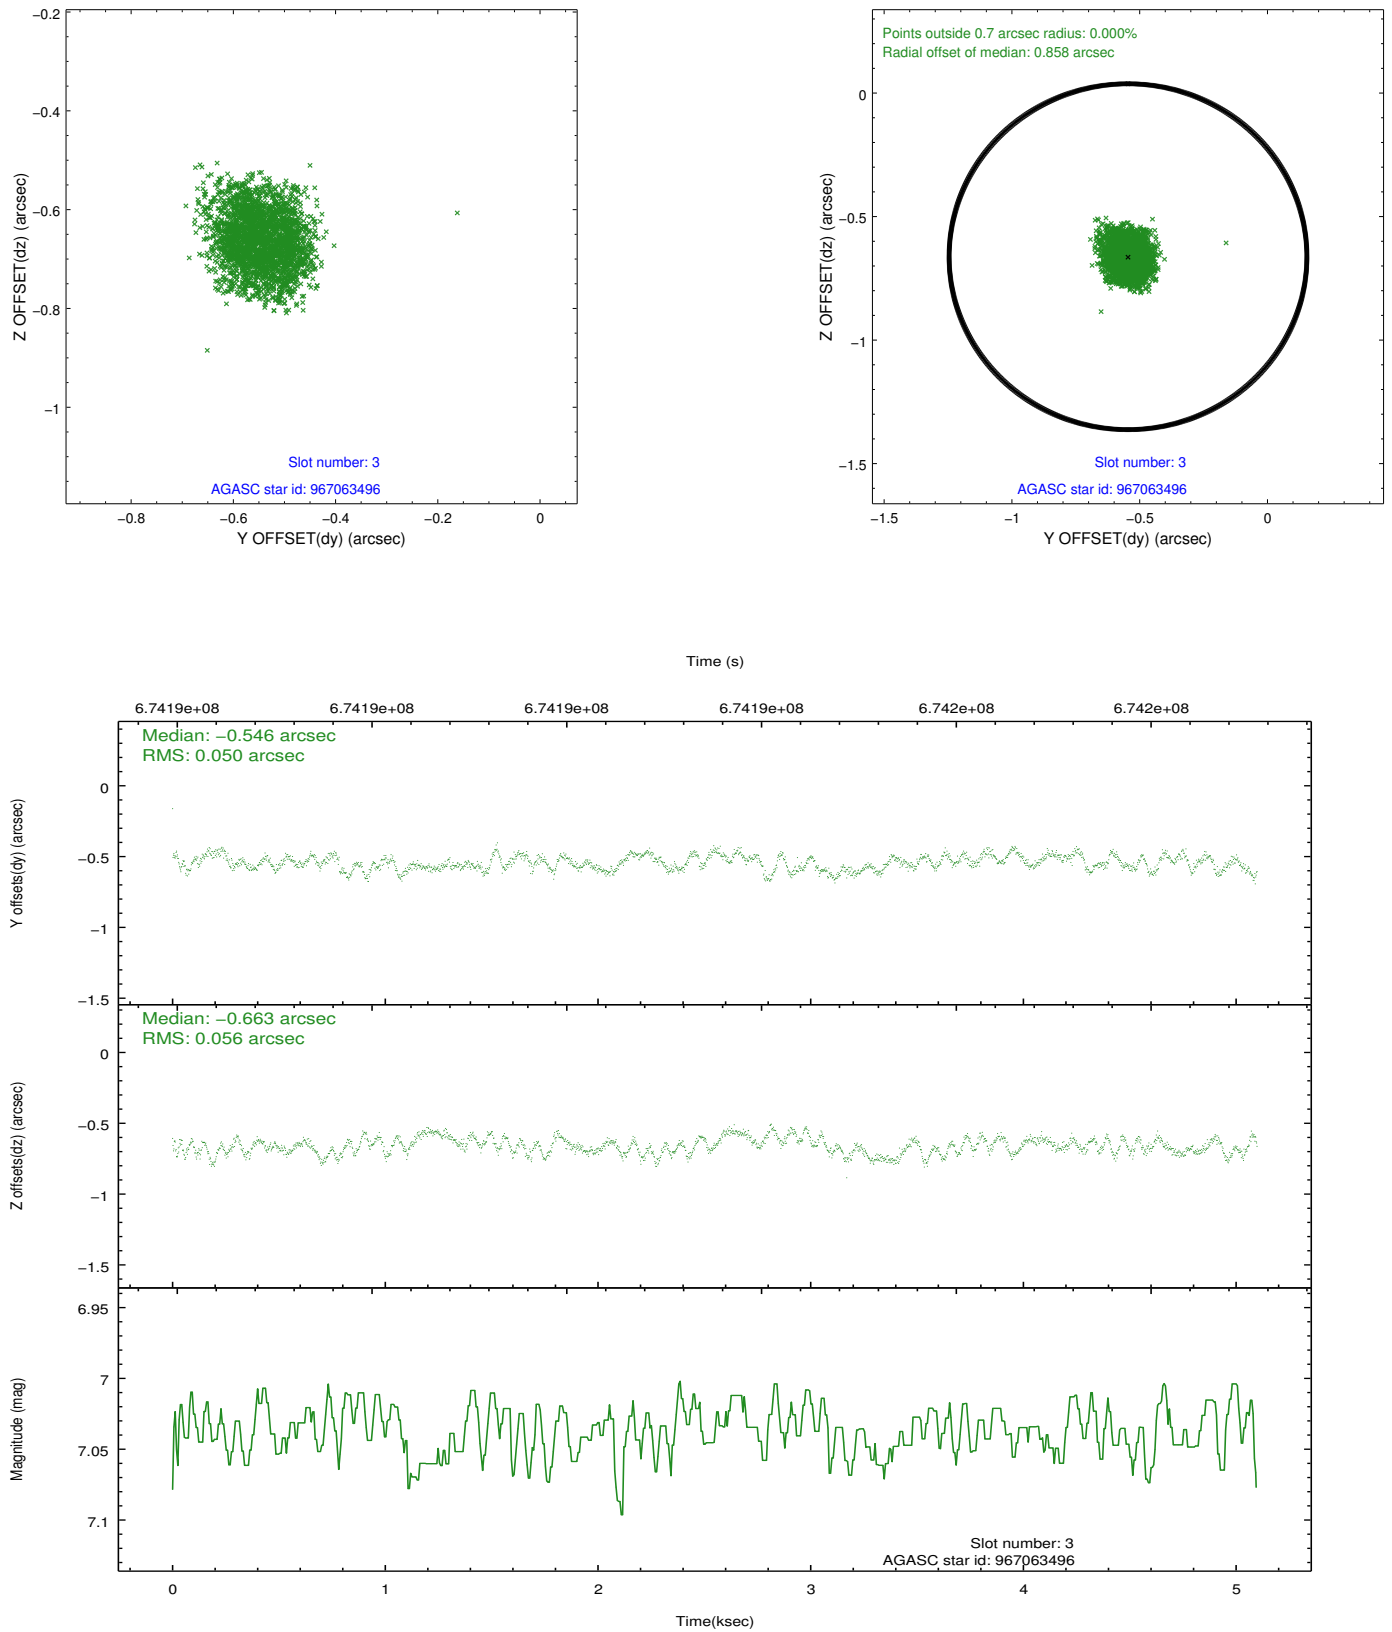 −0.2
−0.4
−0.6
−0.8
−1
Z OFFSET(dz) (arcsec)
Slot number: 3
AGASC star id: 967063496
−0.8 −0.6 −0.4 −0.2 0
Y OFFSET(dy) (arcsec)
Points outside 0.7 arcsec radius: 0.000%
Radial offset of median: 0.858 arcsec
0
−0.5
−1
−1.5
Z OFFSET(dz) (arcsec)
Slot number: 3
AGASC star id: 967063496
−1.5 −1 −0.5 0
Y OFFSET(dy) (arcsec)
Time (s)
6.7419e+08 6.7419e+08 6.7419e+08 6.7419e+08 6.742e+08 6.742e+08
Median: −0.546 arcsec
RMS: 0.050 arcsec
0
−0.5
−1
−1.5
Y offsets(dy) (arcsec)
Median: −0.663 arcsec
RMS: 0.056 arcsec
0
−0.5
−1
−1.5
Z offsets(dz) (arcsec)
6.95
7
7.05
7.1
Magnitude (mag)
Slot number: 3
AGASC star id: 967063496
0 1 2 3 4 5
Time(ksec)